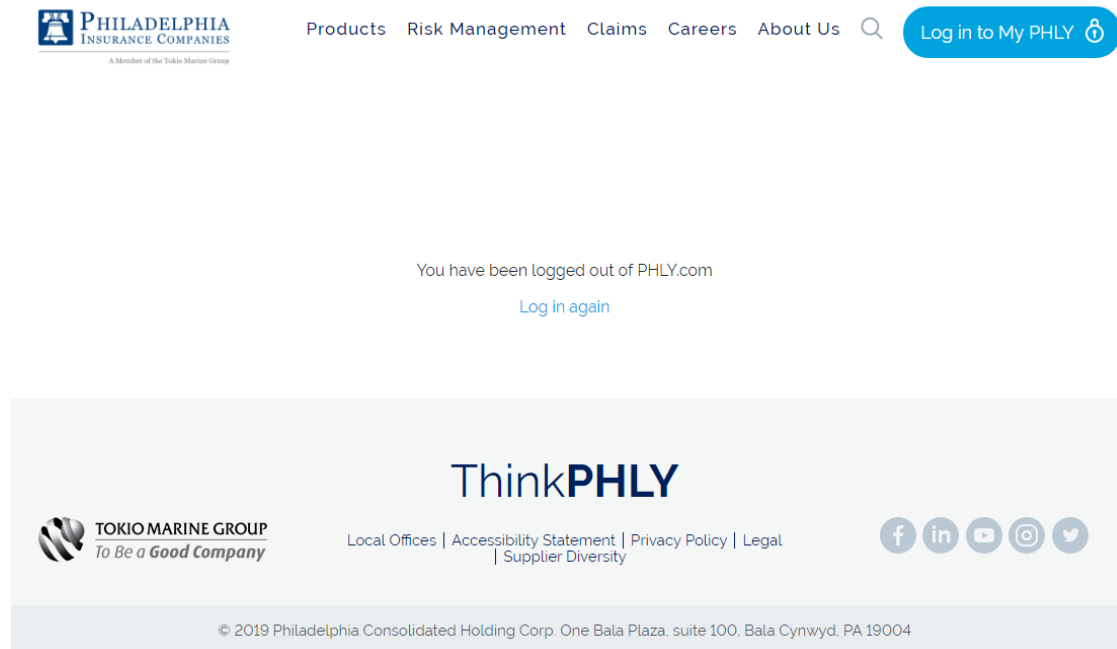 PHILADELPHIA
INSURANCE COMPANIES
A Member of the Tokio Marine Group
Products Risk Management Claims Careers About Us Log in to My PHLY
You have been logged out of PHLY.com
Log in again
ThinkPHLY
TOKIO MARINE GROUP
To Be a Good Company
Local Offices | Accessibility Statement | Privacy Policy | Legal
| Supplier Diversity
© 2019 Philadelphia Consolidated Holding Corp. One Bala Plaza, suite 100, Bala Cynwyd, PA 19004